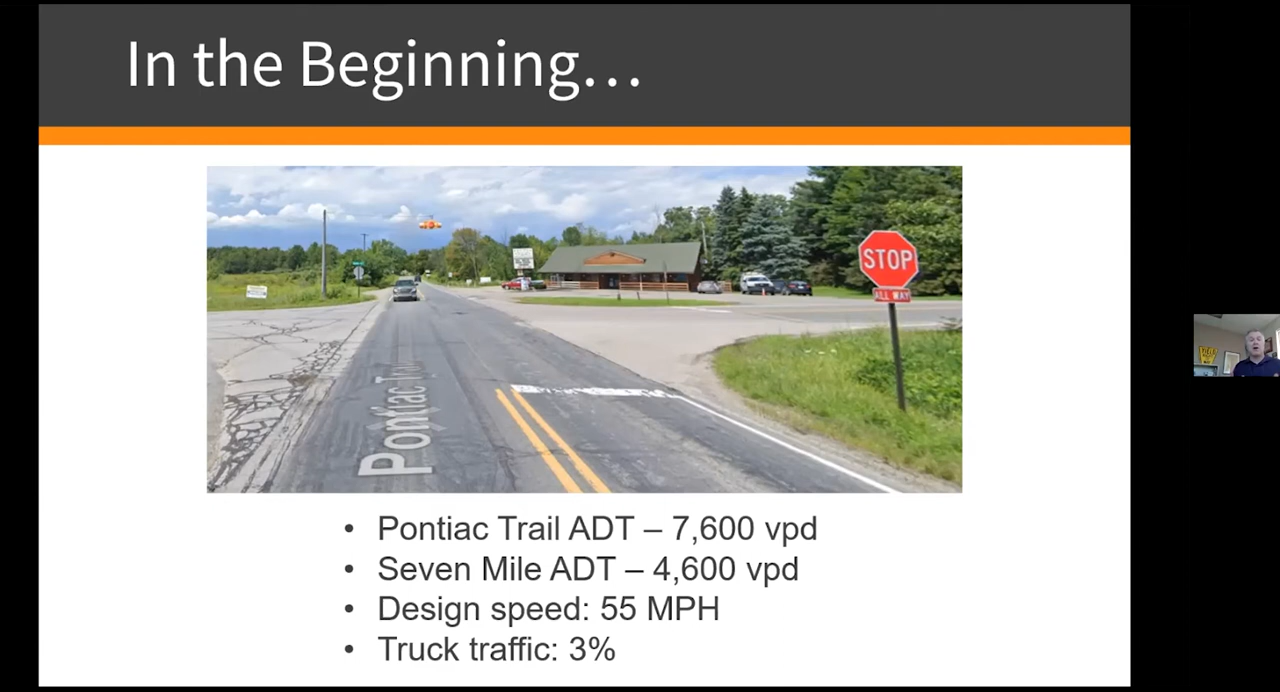 In the Beginning...
STOP
ALL WAY
Pontiac Tr
• Pontiac Trail ADT – 7,600 vpd
• Seven Mile ADT – 4,600 vpd
• Design speed: 55 MPH
• Truck traffic: 3%